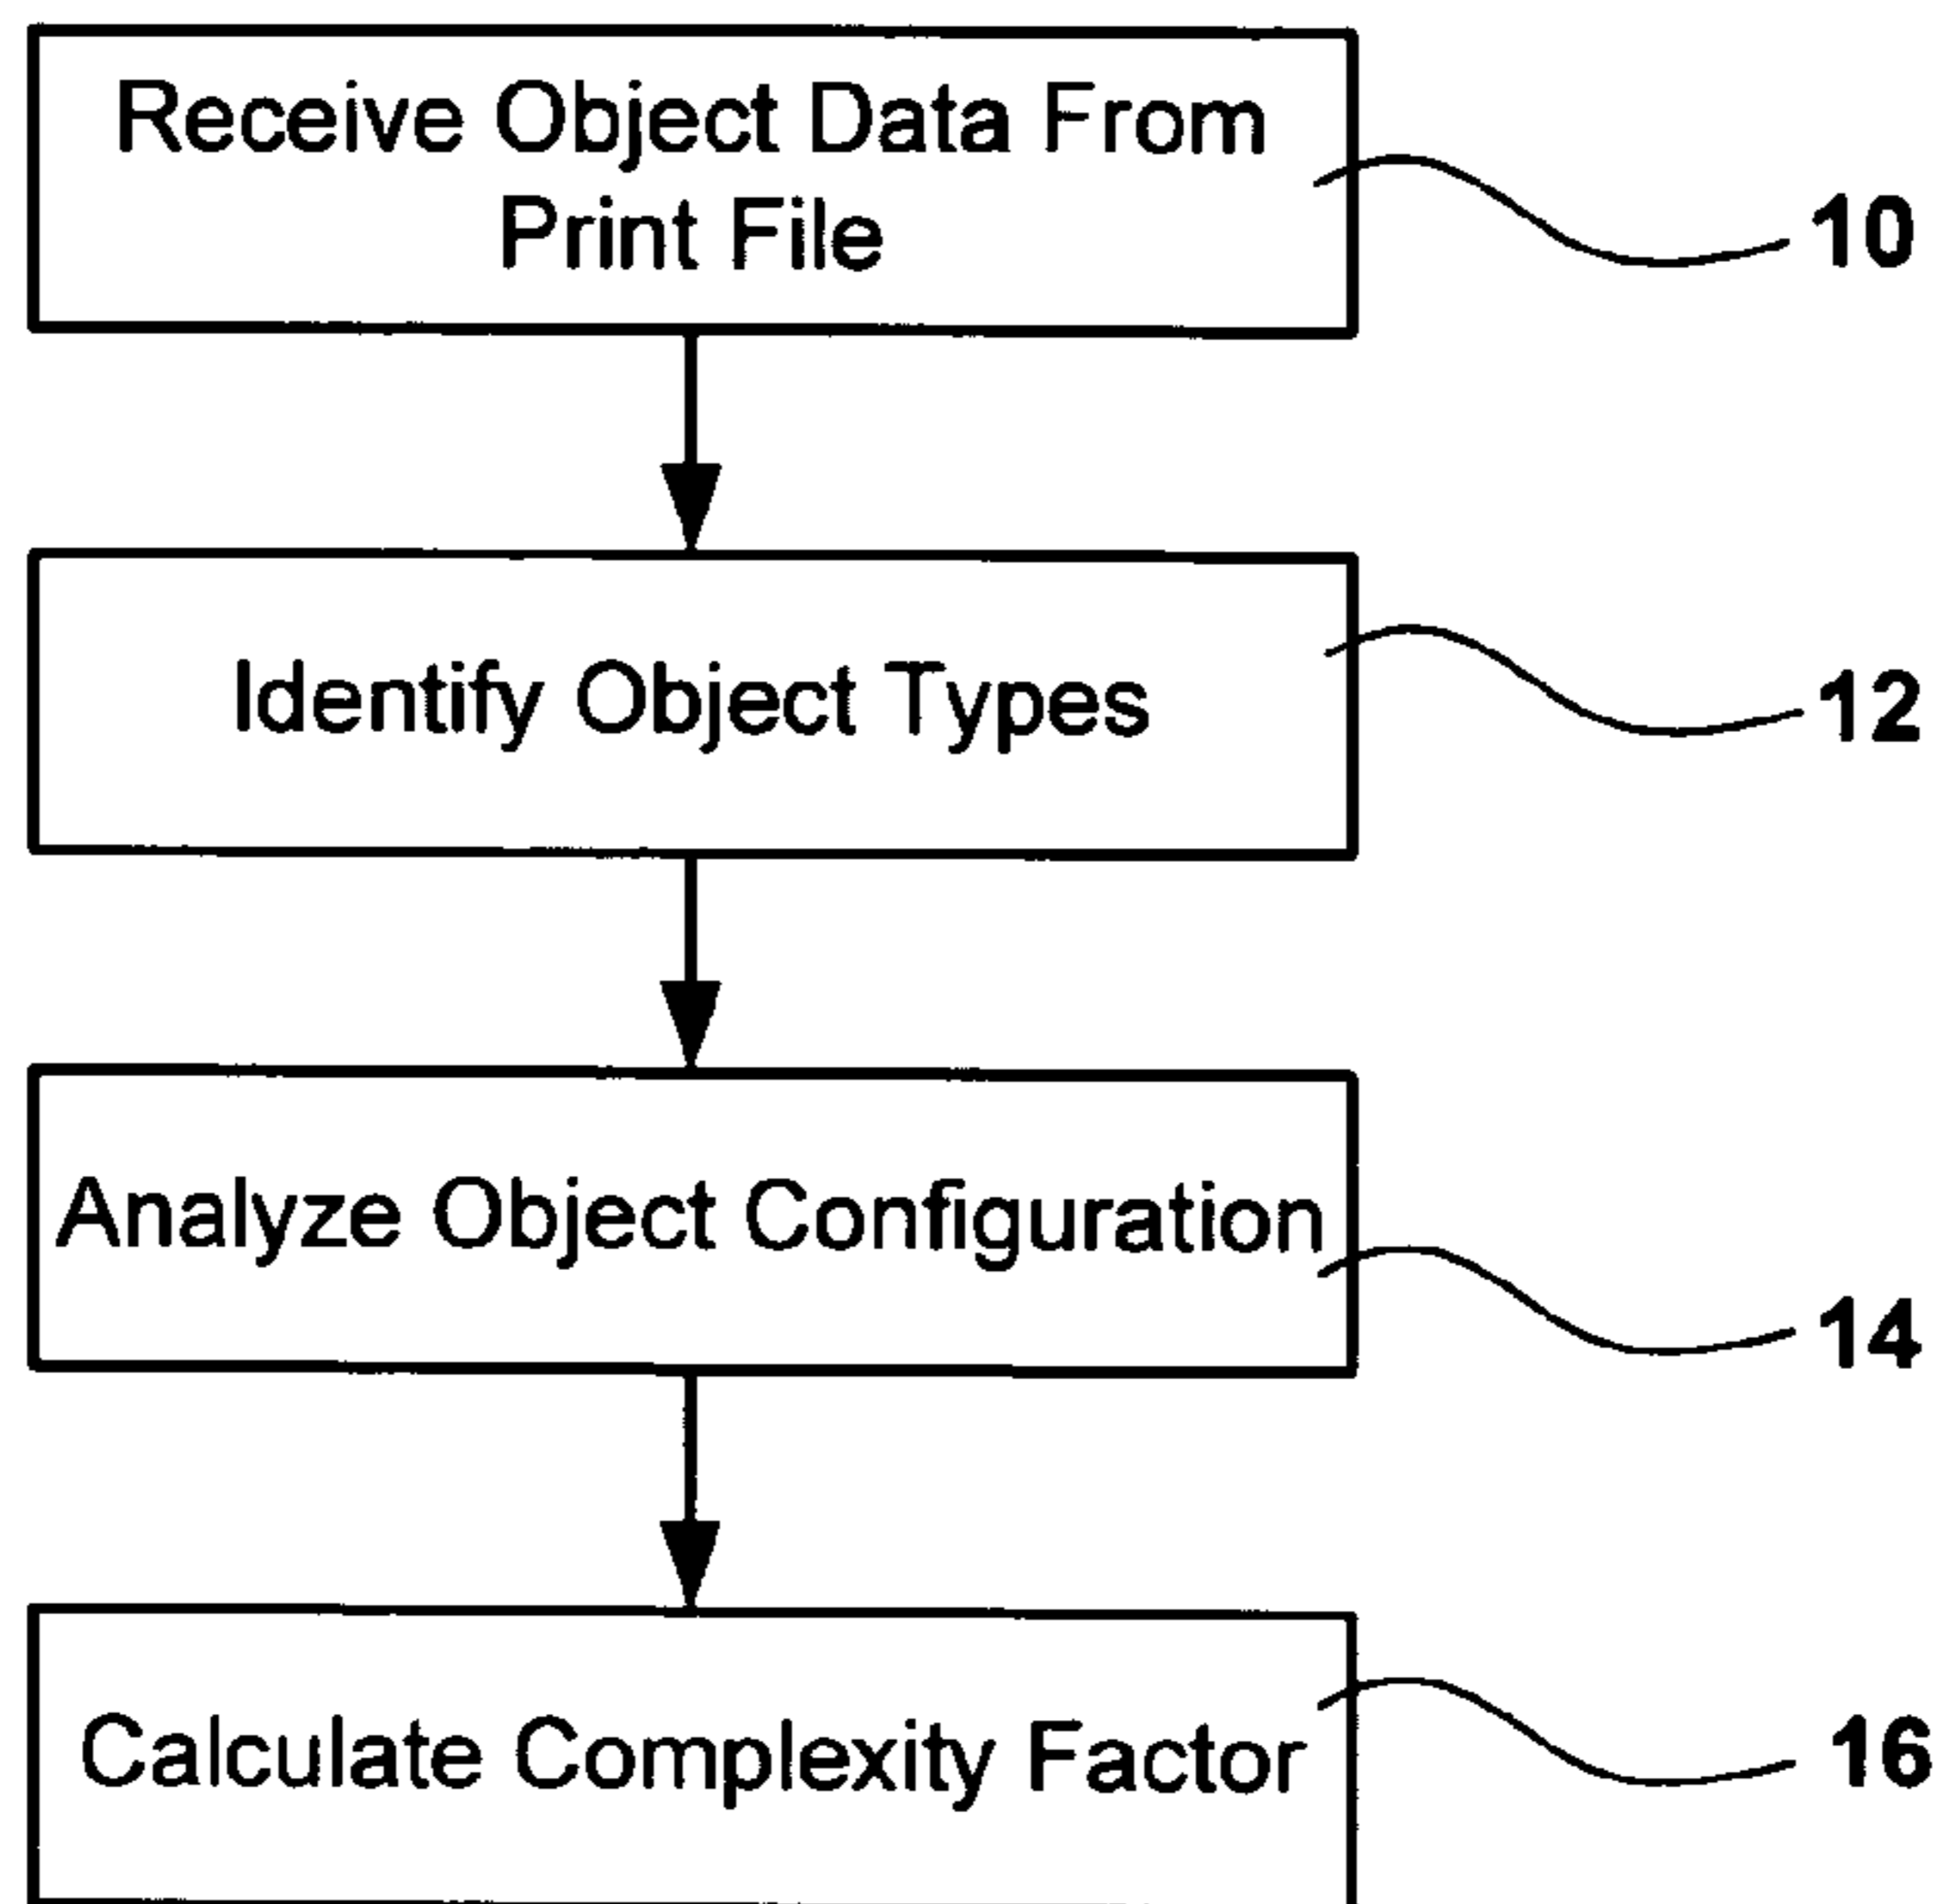 Receive Object Data From
Print File
10
Identify Object Types
12
Analyze Object Configuration
14
Calculate Complexity Factor
16